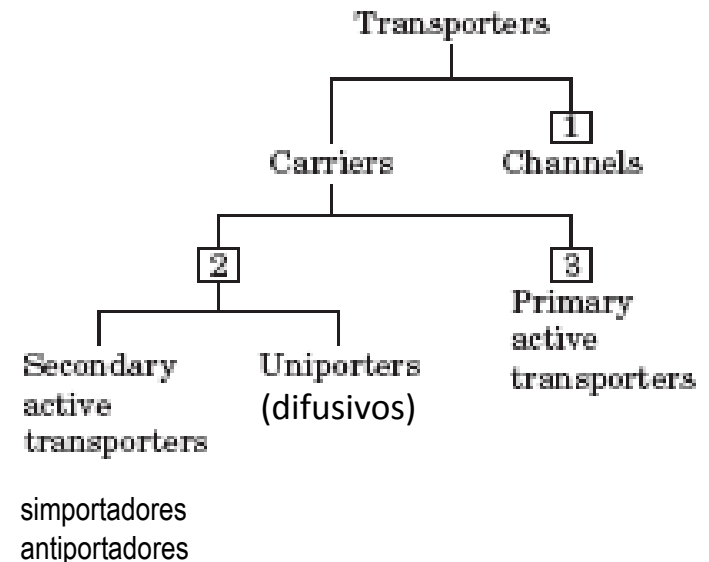 Transporters
1
Carriers
Channels
2
3
Primary
active
transporters
Secondary
active
transporters
Uniporters
(difusivos)
simportadores
antiportadores